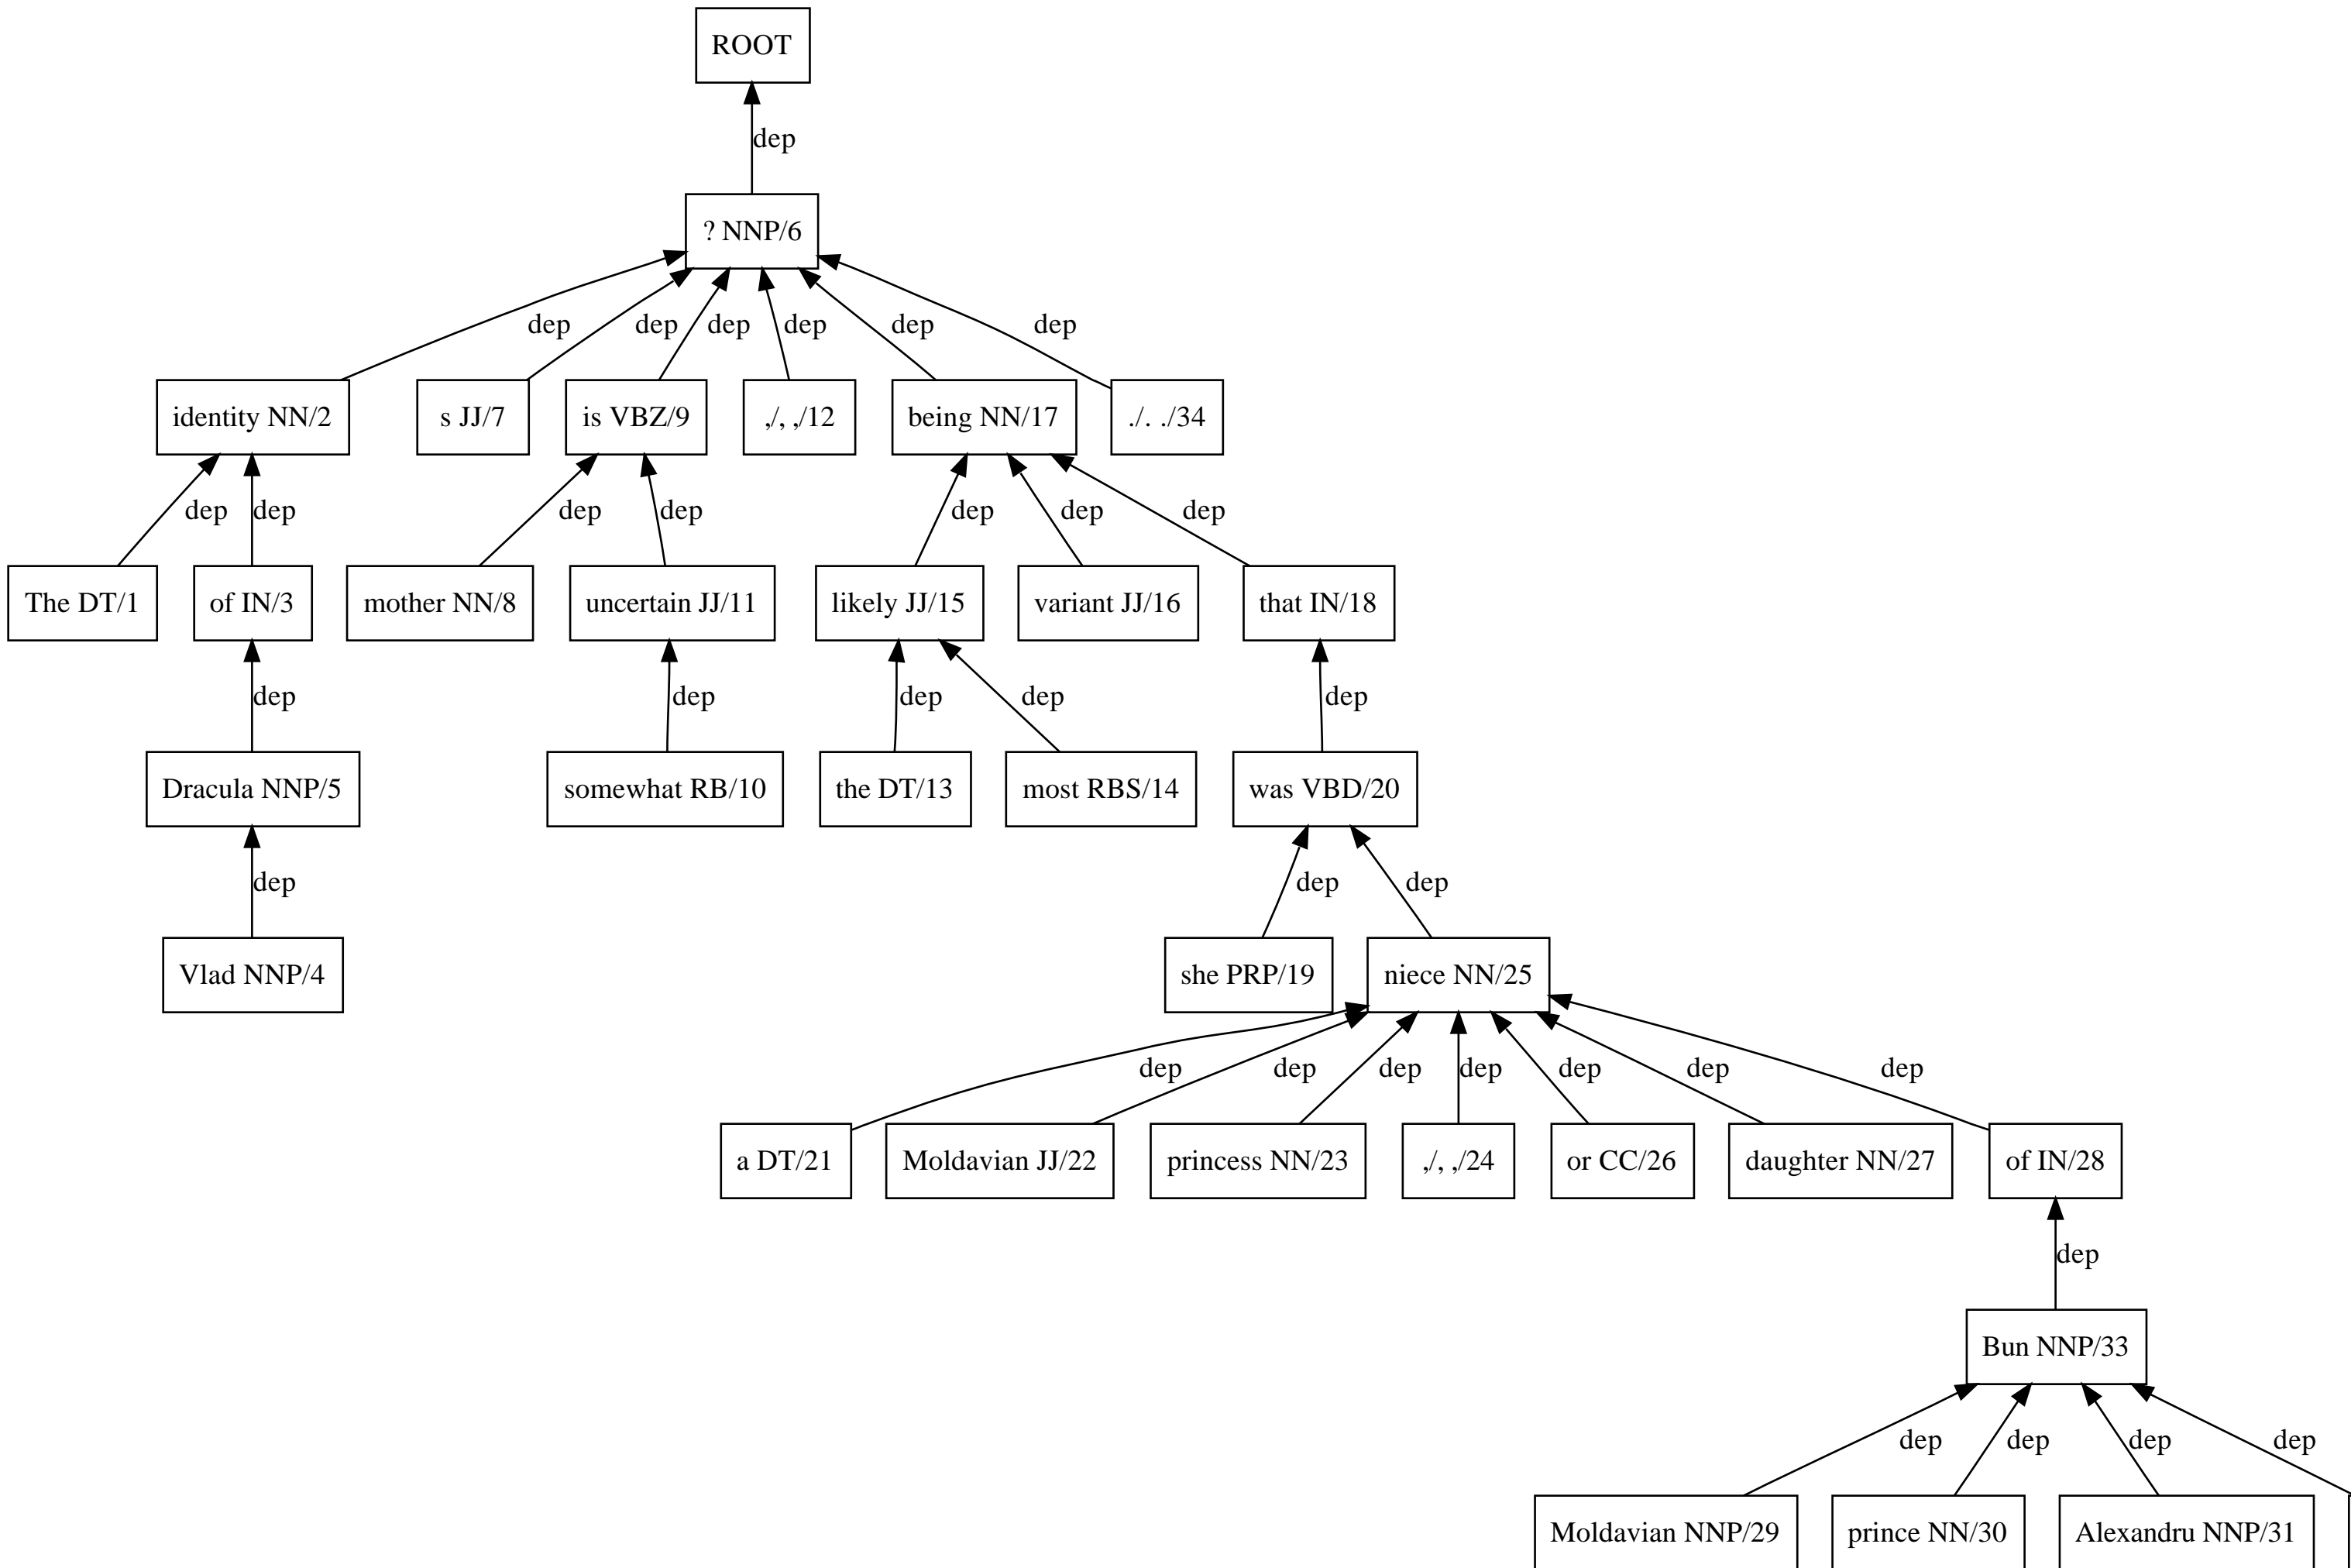 ROOT
dep
? NNP/6
dep dep dep dep dep dep
identity NN/2 s JJ/7 is VBZ/9 ,/, ,/12 being NN/17 ./. ./34
dep dep dep dep dep dep dep
The DT/1 of IN/3 mother NN/8 uncertain JJ/11 likely JJ/15 variant JJ/16 that IN/18
dep dep dep dep dep
Dracula NNP/5 somewhat RB/10 the DT/13 most RBS/14 was VBD/20
dep dep dep
Vlad NNP/4 she PRP/19 niece NN/25
dep dep dep dep dep dep dep
a DT/21 Moldavian JJ/22 princess NN/23 ,/, ,/24 or CC/26 daughter NN/27 of IN/28
dep
Bun NNP/33
dep dep dep dep
Moldavian NNP/29 prince NN/30 Alexandru NNP/31